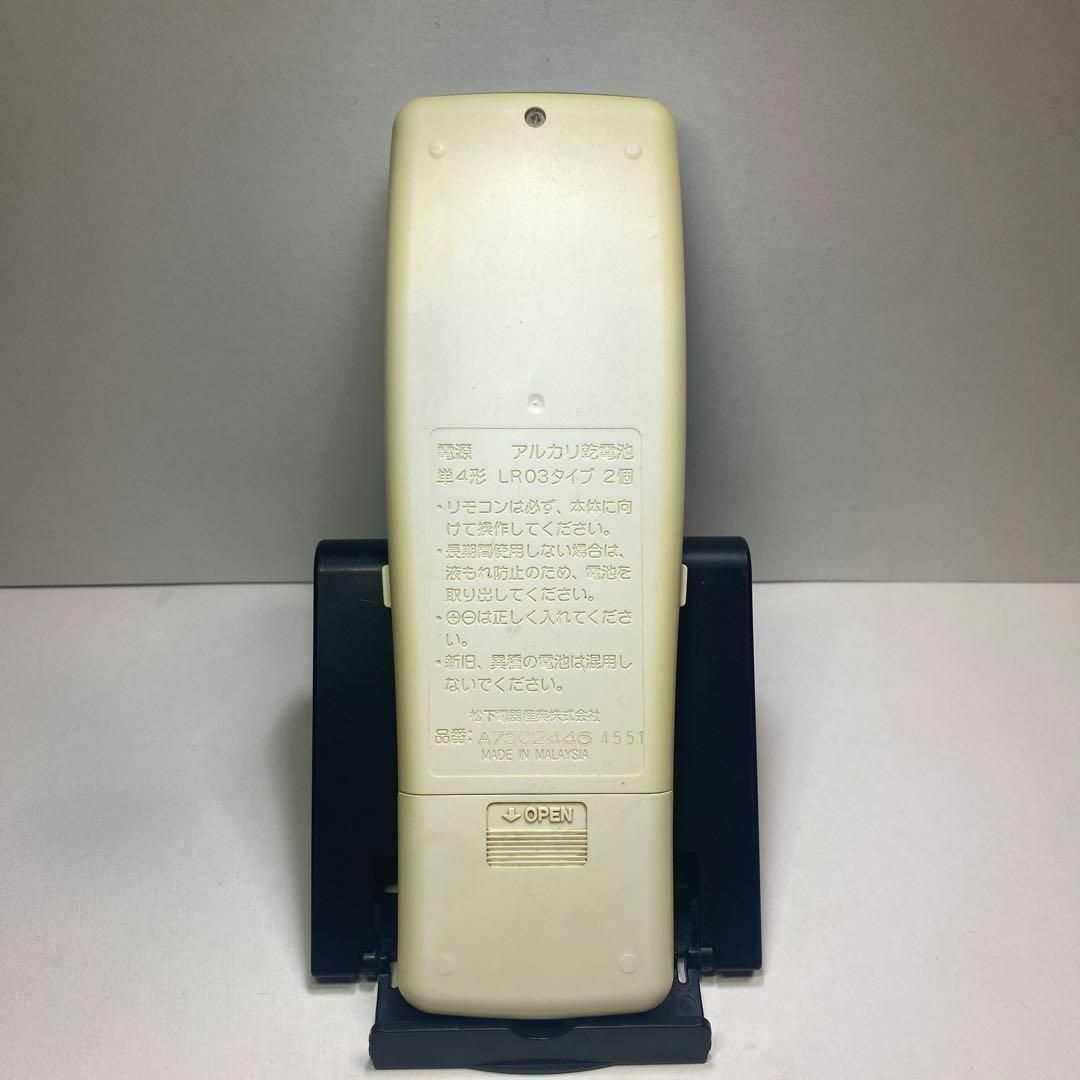 電源 アルカリ乾電池
単4形 LR03タイプ 2個
・リモコンは必ず、本体に向
けて操作してください。
・長期間使用しない場合は、
液もれ防止のため、電池を
取り出してください。
・⊕⊖は正しく入れてくださ
い。
・新旧、異種の電池は混用し
ないでください。
松下電器産業株式会社
品番: A75C2446 4551
MADE IN MALAYSIA
OPEN